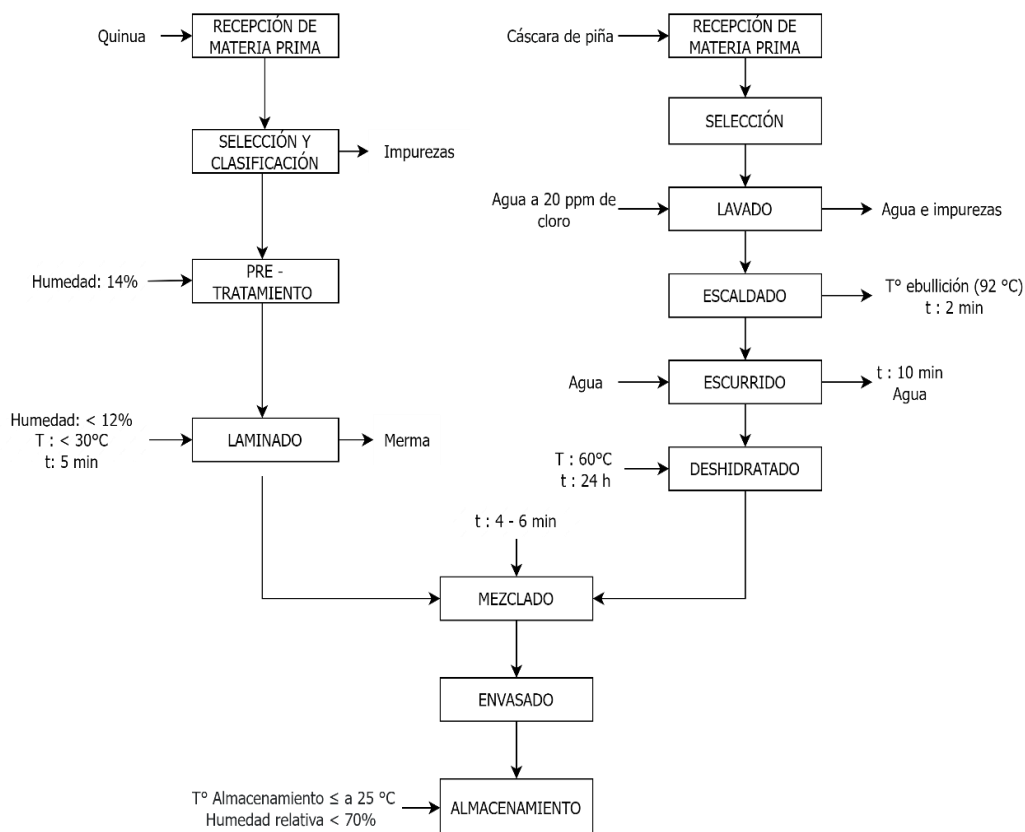 Quinua
RECEPCIÓN DE
MATERIA PRIMA
SELECCIÓN Y
CLASIFICACIÓN
Impurezas
Humedad: 14%
PRE -
TRATAMIENTO
Humedad: < 12%
T : < 30°C
t: 5 min
LAMINADO
Merma
Cáscara de piña
RECEPCIÓN DE
MATERIA PRIMA
SELECCIÓN
Agua a 20 ppm de
cloro
LAVADO
Agua e impurezas
ESCALDADO
T° ebullición (92 °C)
t : 2 min
Agua
ESCURRIDO
t : 10 min
Agua
T : 60°C
t : 24 h
DESHIDRATADO
t : 4 - 6 min
MEZCLADO
ENVASADO
T° Almacenamiento ≤ a 25 °C
Humedad relativa < 70%
ALMACENAMIENTO